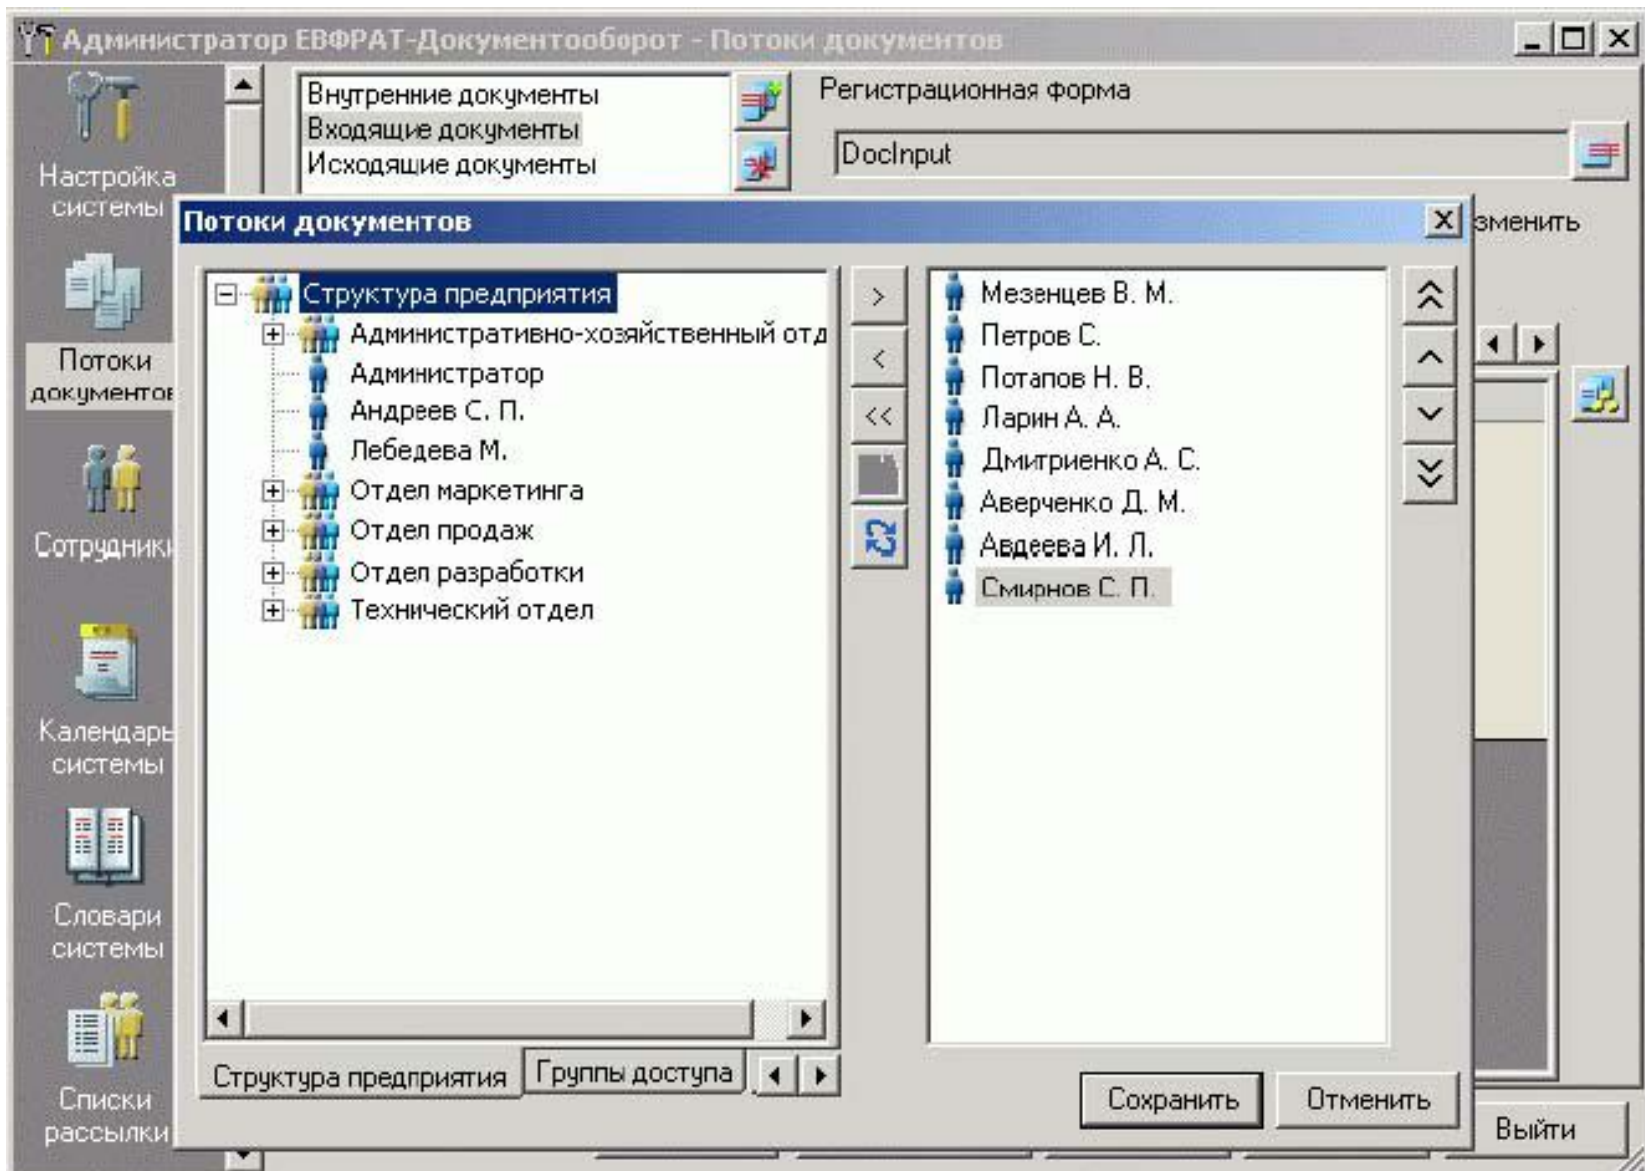 Администратор ЕВФРАТ-Документооборот - Потоки документов
Настройка
системы
Потоки
документов
Сотрудники
Календарь
системы
Словари
системы
Списки
рассылки
Внутренние документы
Входящие документы
Исходящие документы
Регистрационная форма
DocInput
зменить
Потоки документов
Структура предприятия
Административно-хозяйственный отд
Администратор
Андреев С. П.
Лебедева М.
Отдел маркетинга
Отдел продаж
Отдел разработки
Технический отдел
Структура предприятия
Группы доступа
>
<
<<
Мезенцев В. М.
Петров С.
Потапов Н. В.
Ларин А. А.
Дмитриенко А. С.
Аверченко Д. М.
Авдеева И. Л.
Смирнов С. П.
Сохранить
Отменить
Выйти